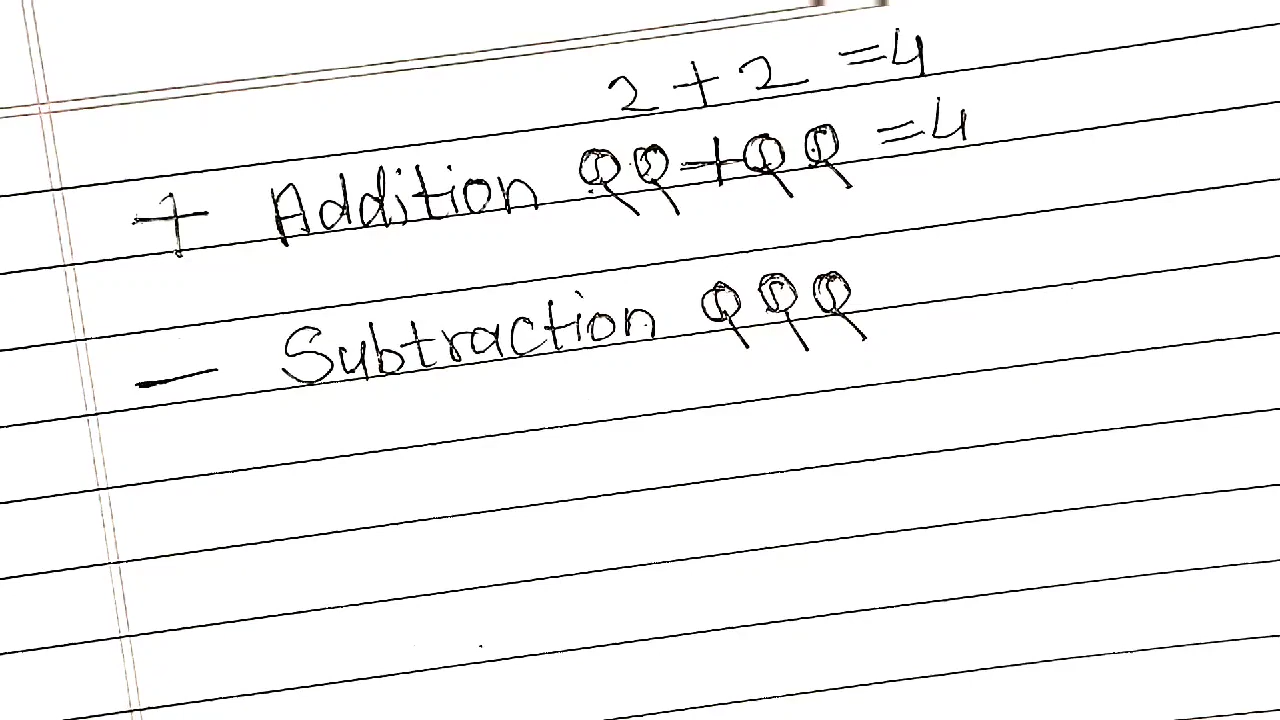 2 + 2 = 4
+ Addition + = 4
— Subtraction